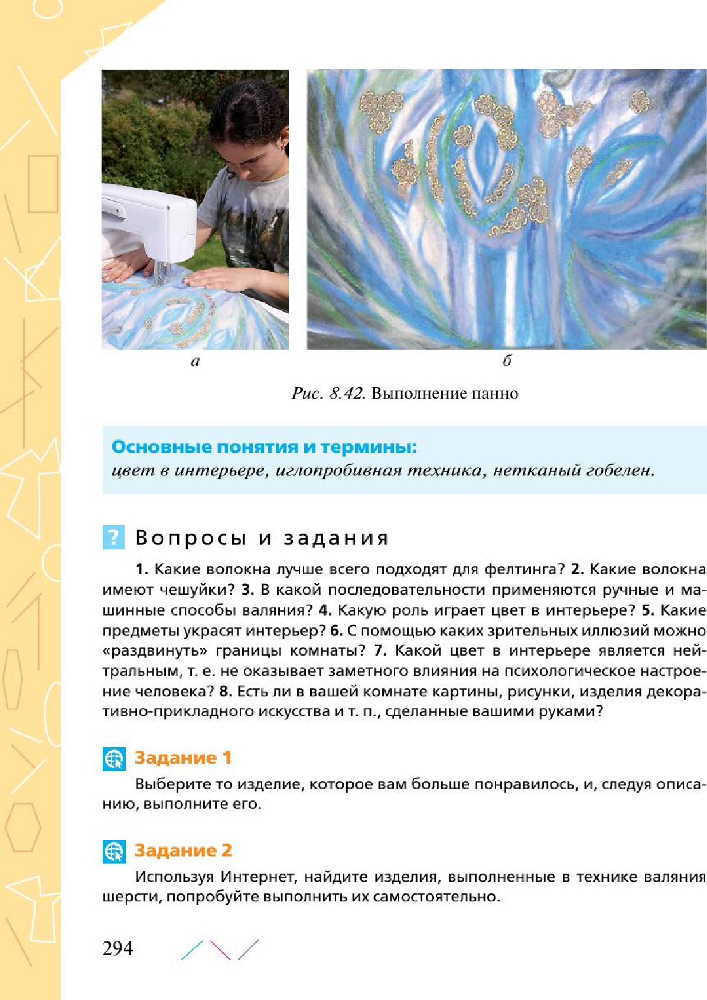 а
б
Рис. 8.42. Выполнение панно
Основные понятия и термины:
цвет в интерьере, иглопробивная техника, нетканый гобелен.
? Вопросы и задания
1. Какие волокна лучше всего подходят для фелтинга? 2. Какие волокна
имеют чешуйки? 3. В какой последовательности применяются ручные и ма-
шинные способы валяния? 4. Какую роль играет цвет в интерьере? 5. Какие
предметы украсят интерьер? 6. С помощью каких зрительных иллюзий можно
«раздвинуть» границы комнаты? 7. Какой цвет в интерьере является ней-
тральным, т. е. не оказывает заметного влияния на психологическое настрое-
ние человека? 8. Есть ли в вашей комнате картины, рисунки, изделия декора-
тивно-прикладного искусства и т. п., сделанные вашими руками?
Задание 1
Выберите то изделие, которое вам больше понравилось, и, следуя описа-
нию, выполните его.
Задание 2
Используя Интернет, найдите изделия, выполненные в технике валяния
шерсти, попробуйте выполнить их самостоятельно.
294